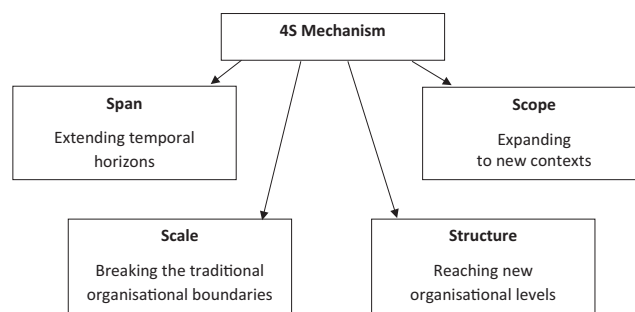 4S Mechanism
Span
Extending temporal
horizons
Scope
Expanding
to new contexts
Scale
Breaking the traditional
organisational boundaries
Structure
Reaching new
organisational levels